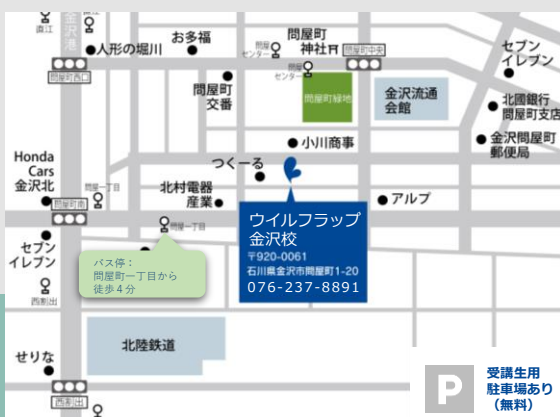 直江
金沢港
直江
人形の堀川
お多福
問屋
センター
問屋町
神社
問屋町中央
セブン
イレブン
問屋町西口
問屋
センター
問屋町
交番
問屋町緑地
金沢流通
会館
北國銀行
問屋町支店
小川商事
金沢問屋町
郵便局
Honda
Cars
金沢北
つくーる
問屋一丁目
北村電器
産業
アルプ
問屋町南
問屋一丁目
ウイルフラップ
金沢校
〒920-0061
石川県金沢市問屋町1-20
076-237-8891
セブン
イレブン
バス停：
問屋町一丁目から
徒歩４分
西割出
北陸鉄道
せりな
西割出
P
受講生用
駐車場あり
（無料）